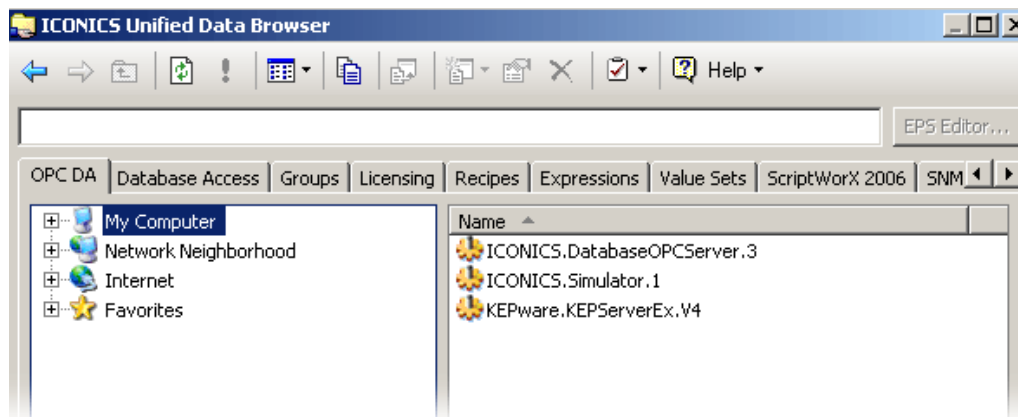 ICONICS Unified Data Browser
Help
EPS Editor...
OPC DA Database Access Groups Licensing Recipes Expressions Value Sets ScriptWorX 2006 SNM
My Computer
Network Neighborhood
Internet
Favorites
Name
ICONICS.DatabaseOPCServer.3
ICONICS.Simulator.1
KEPware.KEPServerEx.V4